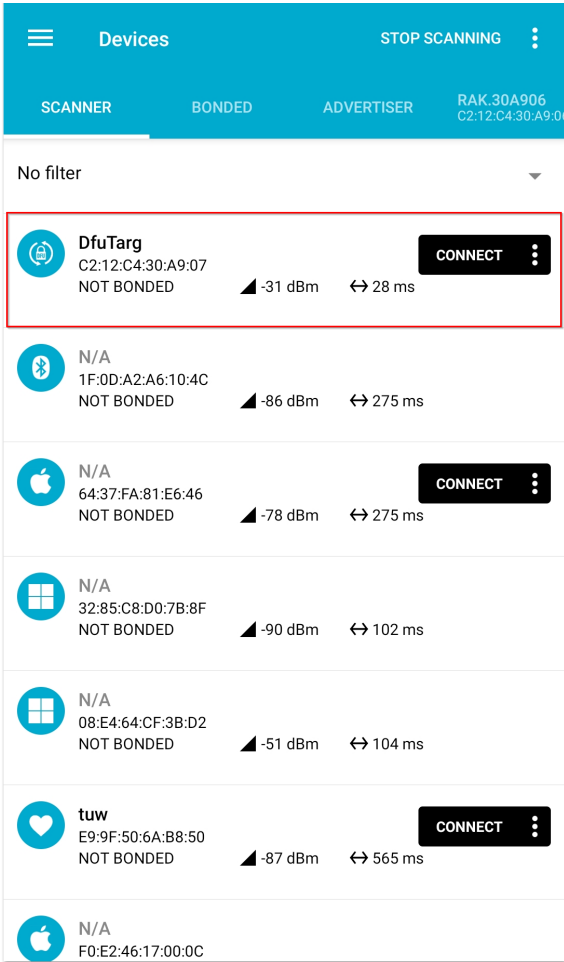 Devices
STOP SCANNING
SCANNER
BONDED
ADVERTISER
RAK.30A906
C2:12:C4:30:A9:0
No filter
DfuTarg
C2:12:C4:30:A9:07
CONNECT
NOT BONDED
-31 dBm
28 ms
N/A
1F:0D:A2:A6:10:4C
NOT BONDED
-86 dBm
275 ms
N/A
64:37:FA:81:E6:46
CONNECT
NOT BONDED
-78 dBm
275 ms
N/A
32:85:C8:D0:7B:8F
NOT BONDED
-90 dBm
102 ms
N/A
08:E4:64:CF:3B:D2
NOT BONDED
-51 dBm
104 ms
tuw
E9:9F:50:6A:B8:50
CONNECT
NOT BONDED
-87 dBm
565 ms
N/A
F0:E2:46:17:00:0C